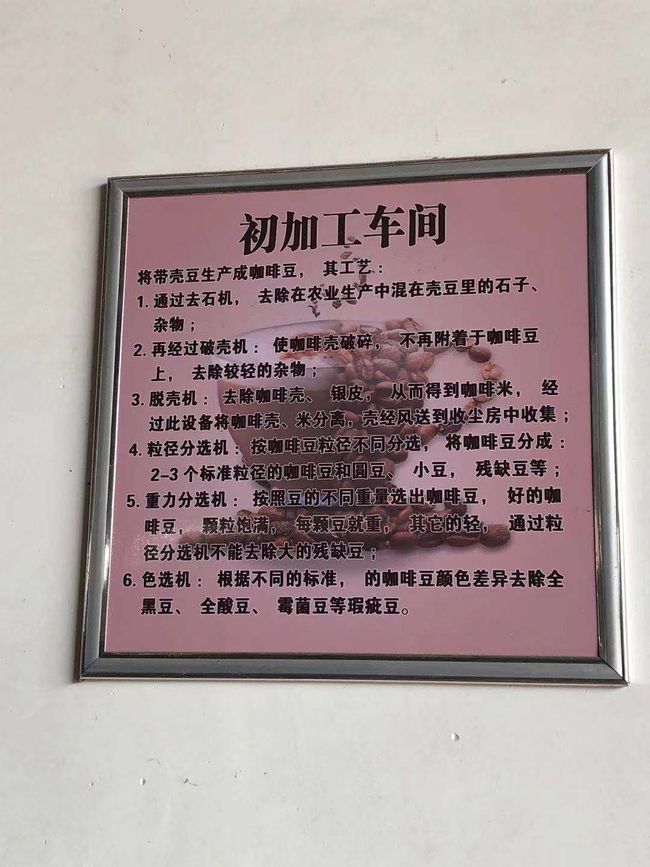 初加工车间
将带壳豆生产成咖啡豆， 其工艺：
1. 通过去石机， 去除在农业生产中混在壳豆里的石子、
杂物；
2. 再经过破壳机： 使咖啡壳破碎， 不再附着于咖啡豆
上， 去除较轻的杂物；
3. 脱壳机： 去除咖啡壳、 银皮， 从而得到咖啡米， 经
过此设备将咖啡壳、米分离，壳经风送到收尘房中收集；
4. 粒径分选机： 按咖啡豆粒径不同分选， 将咖啡豆分成：
2-3 个标准粒径的咖啡豆和圆豆、 小豆， 残缺豆等；
5. 重力分选机： 按照豆的不同重量选出咖啡豆， 好的咖
啡豆， 颗粒饱满， 每颗豆就重， 其它的轻， 通过粒
径分选机不能去除大的残缺豆；
6. 色选机： 根据不同的标准， 的咖啡豆颜色差异去除全
黑豆、 全酸豆、 霉菌豆等瑕疵豆。